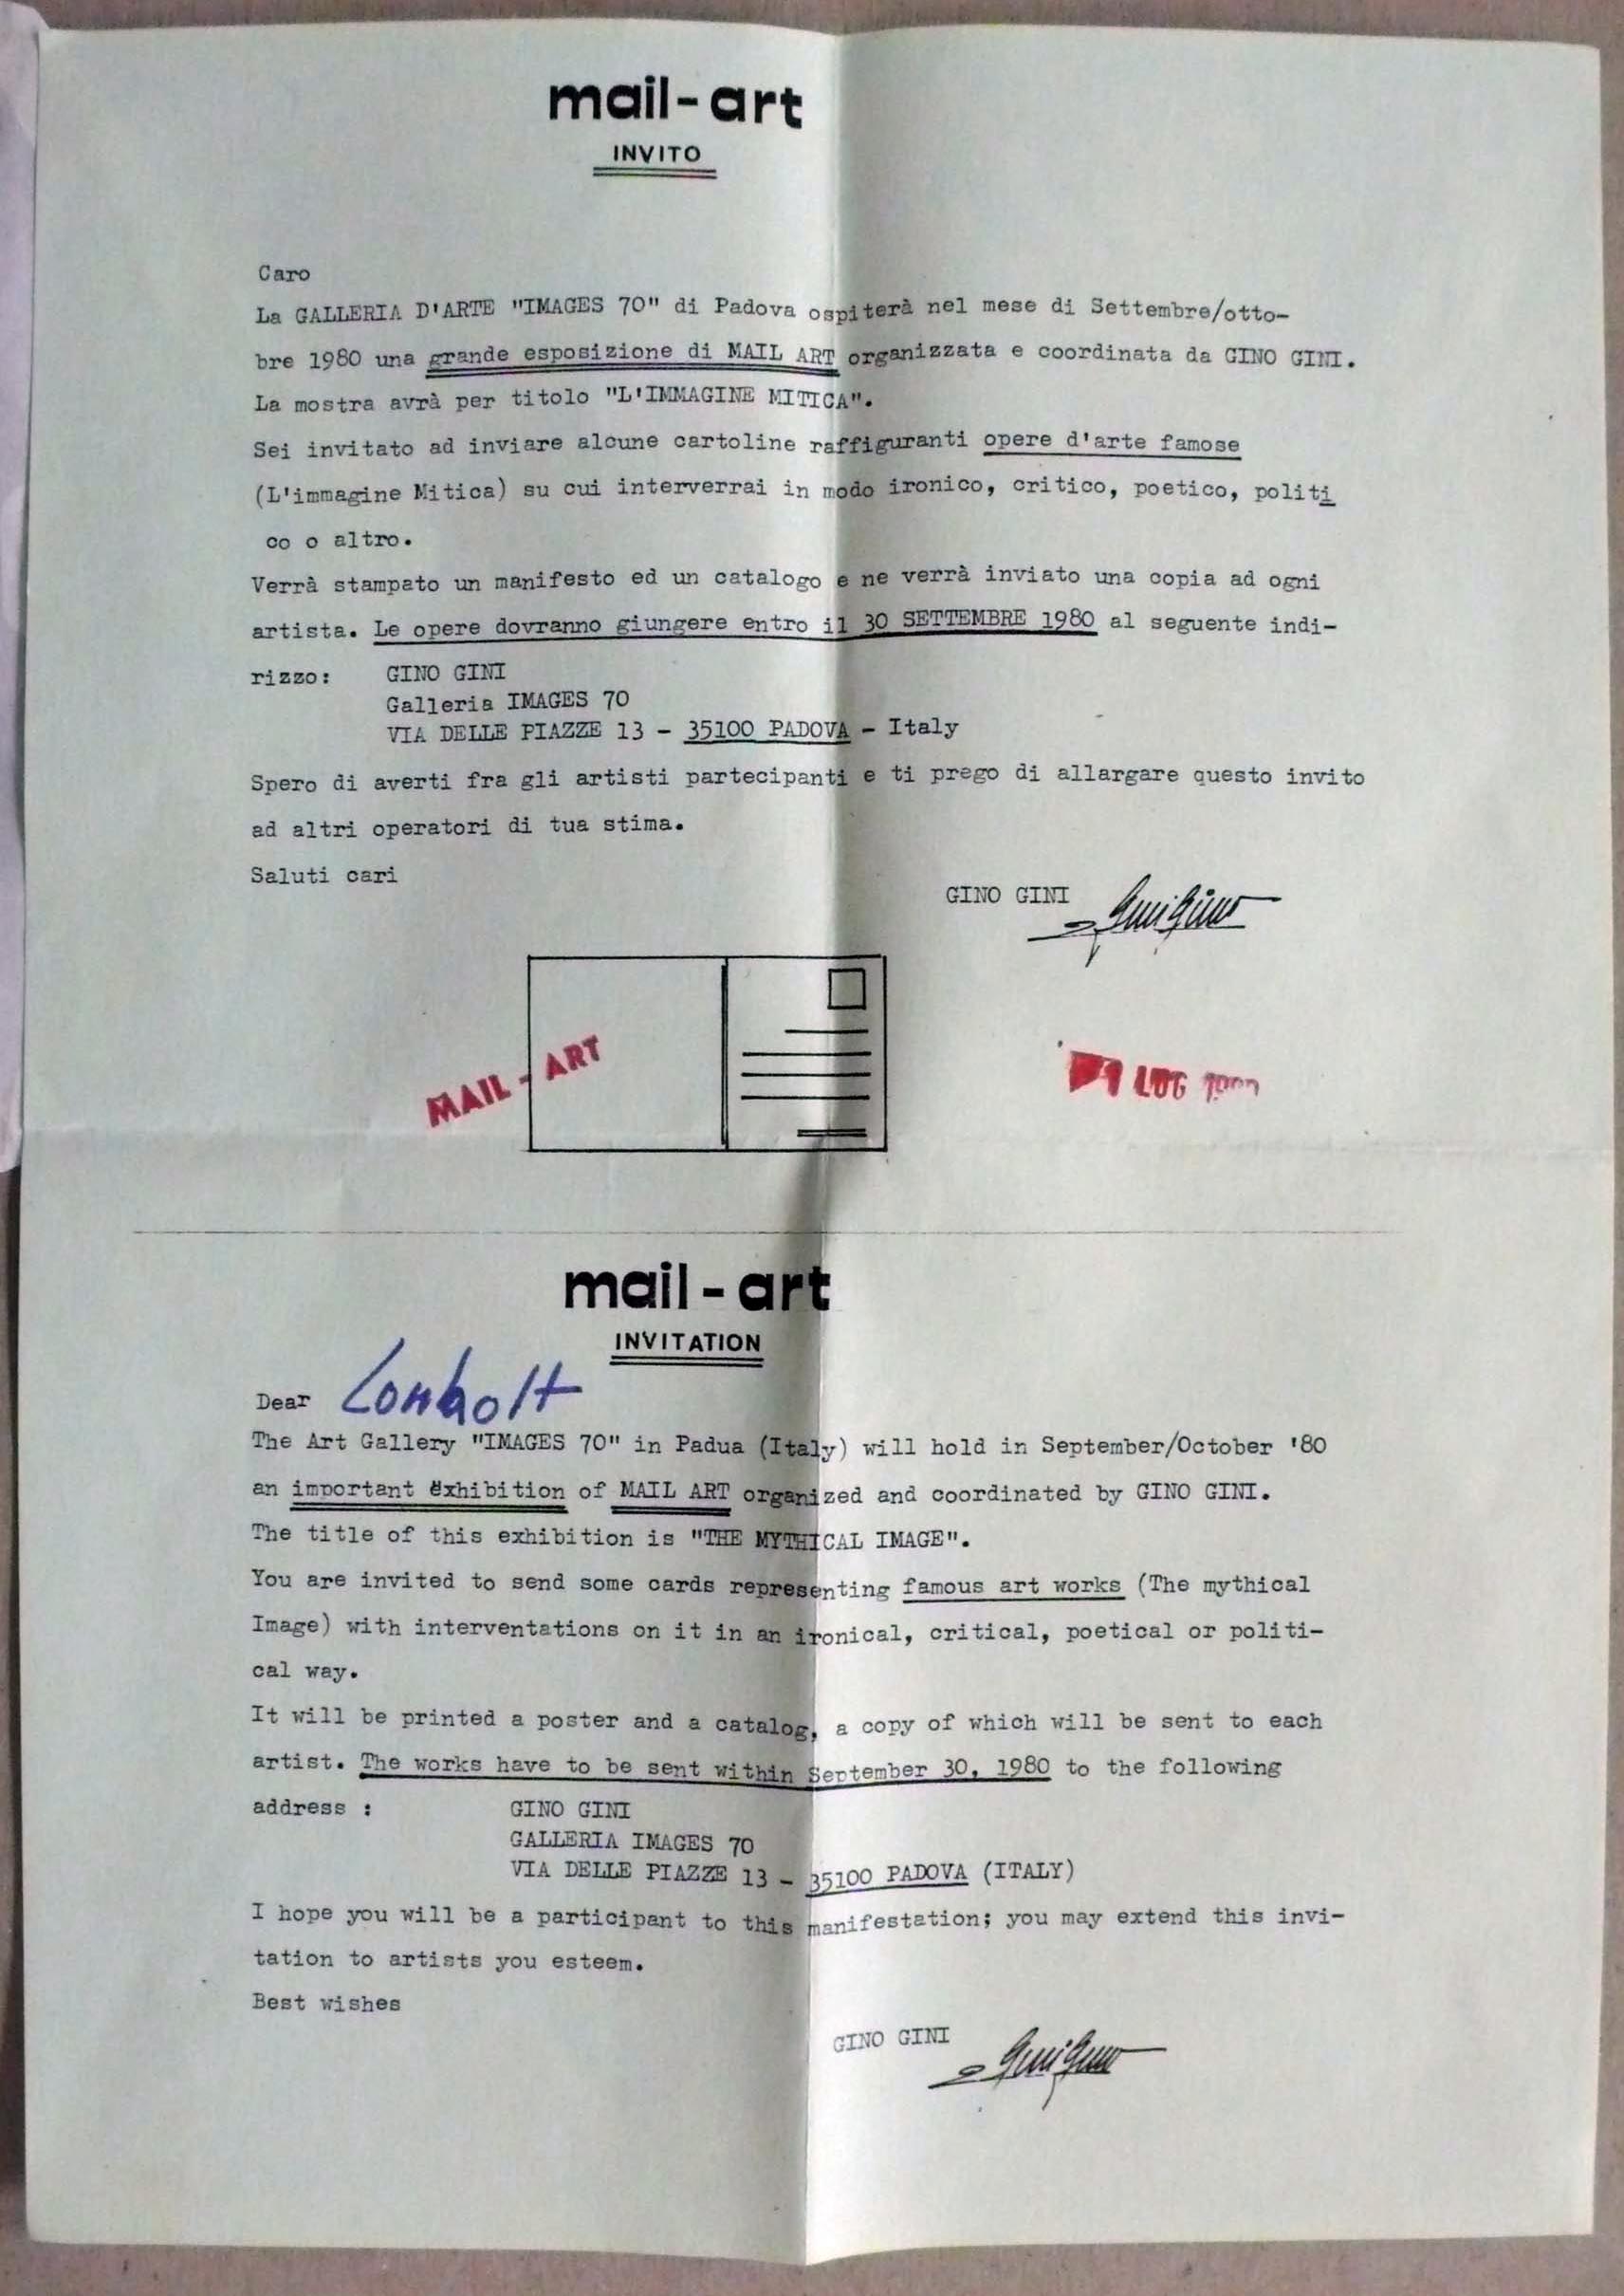 mail-art
INVITO
Caro
La GALLERIA D'ARTE "IMAGES 70" di Padova ospiterà nel mese di Settembre/otto-
bre 1980 una grande esposizione di MAIL ART organizzata e coordinata da GINO GINI.
La mostra avrà per titolo "L'IMMAGINE MITICA".
Sei invitato ad inviare alcune cartoline raffiguranti opere d'arte famose
(L'immagine Mitica) su cui interverrai in modo ironico, critico, poetico, politi
co o altro.
Verrà stampato un manifesto ed un catalogo e ne verrà inviato una copia ad ogni
artista. Le opere dovranno giungere entro il 30 SETTEMBRE 1980 al seguente indi-
rizzo: GINO GINI
Galleria IMAGES 70
VIA DELLE PIAZZE 13 - 35100 PADOVA - Italy
Spero di averti fra gli artisti partecipanti e ti prego di allargare questo invito
ad altri operatori di tua stima.
Saluti cari
GINO GINI Gini Gino
MAIL - ART
1 LUG
mail-art
INVITATION
Dear Lomholt
The Art Gallery "IMAGES 70" in Padua (Italy) will hold in September/October '80
an important exhibition of MAIL ART organized and coordinated by GINO GINI.
The title of this exhibition is "THE MYTHICAL IMAGE".
You are invited to send some cards representing famous art works (The mythical
Image) with interventations on it in an ironical, critical, poetical or politi-
cal way.
It will be printed a poster and a catalog, a copy of which will be sent to each
artist. The works have to be sent within September 30, 1980 to the following
address : GINO GINI
GALLERIA IMAGES 70
VIA DELLE PIAZZE 13 - 35100 PADOVA (ITALY)
I hope you will be a participant to this manifestation; you may extend this invi-
tation to artists you esteem.
Best wishes
GINO GINI Gini Gino